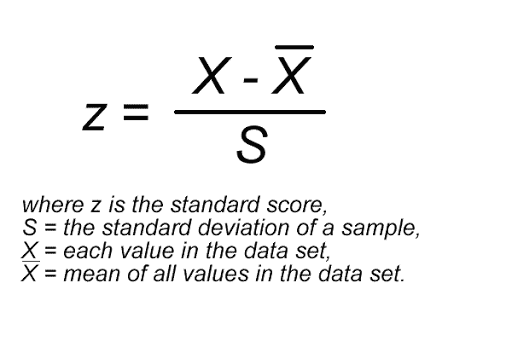 z = X - X̅
S
where z is the standard score,
S = the standard deviation of a sample,
X = each value in the data set,
X̅ = mean of all values in the data set.